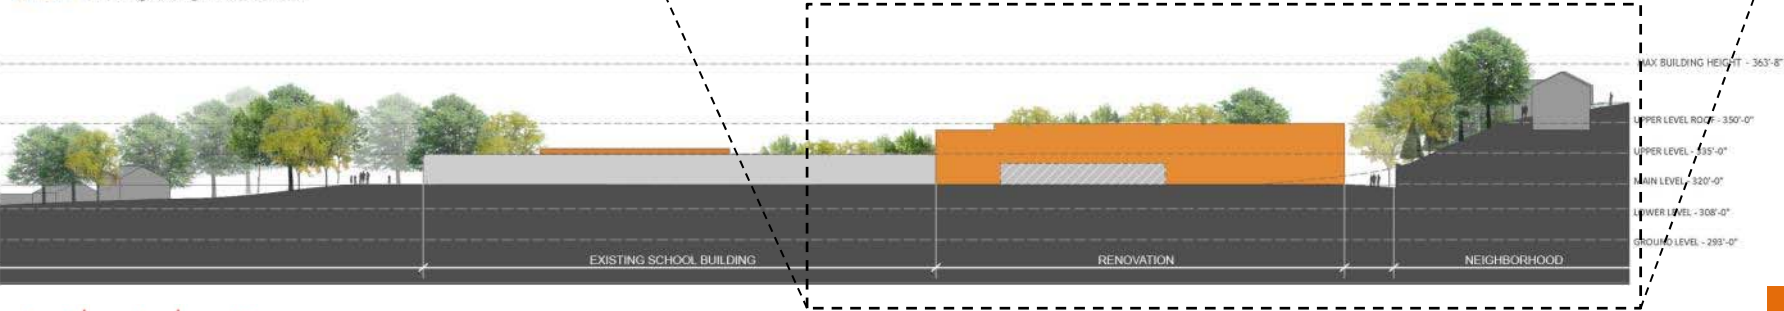 MAX BUILDING HEIGHT - 363'-8"
UPPER LEVEL ROOF - 350'-0"
UPPER LEVEL - 335'-0"
MAIN LEVEL - 320'-0"
LOWER LEVEL - 308'-0"
GROUND LEVEL - 293'-0"
EXISTING SCHOOL BUILDING
RENOVATION
NEIGHBORHOOD